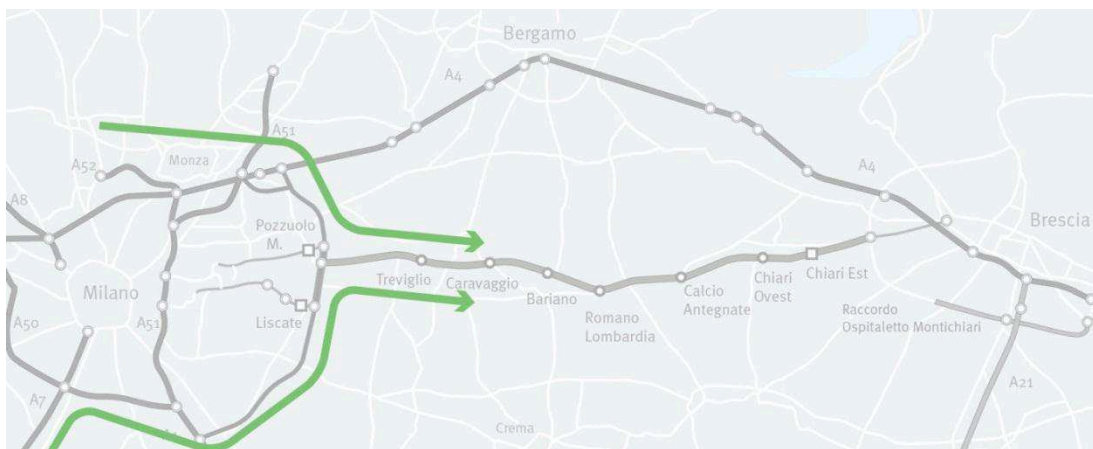 Bergamo
A4
A51
A52
Monza
A4
A8
Pozzuolo
M.
Brescia
Treviglio
Caravaggio
Chiari Est
Chiari
Ovest
Milano
Bariano
Calcio
Antegnate
Romano
Lombardia
Raccordo
Ospitaletto Montichiari
A50
A51
Liscate
A21
A7
Crema